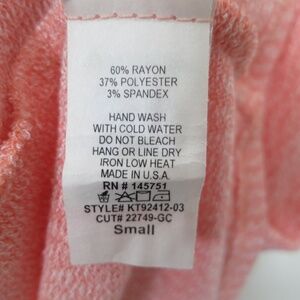 60% RAYON
37% POLYESTER
3% SPANDEX
HAND WASH
WITH COLD WATER
DO NOT BLEACH
HANG OR LINE DRY
IRON LOW HEAT
MADE IN U.S.A.
RN # 145751
STYLE# KT92412-03
CUT# 22749-GC
Small